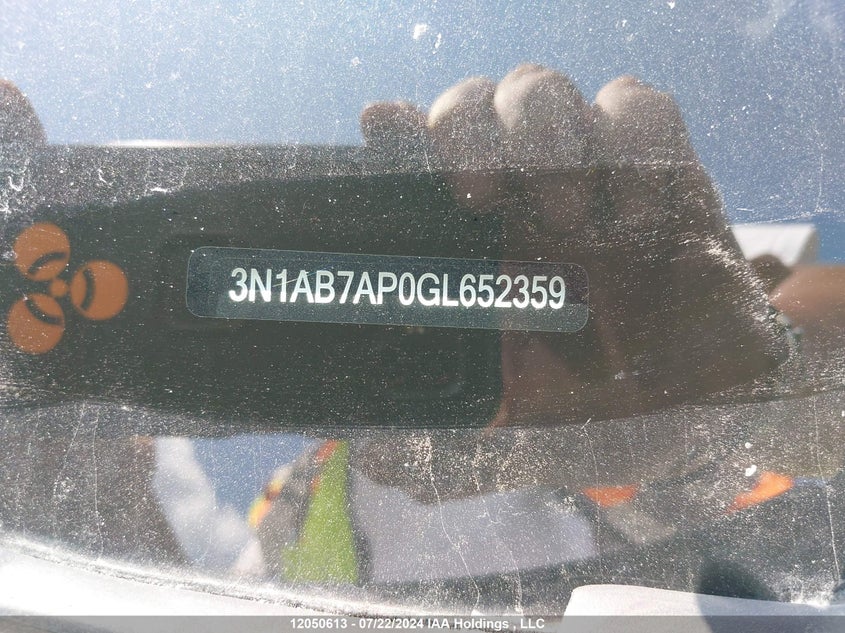 3N1AB7AP0GL652359
12050613 - 07/22/2024 IAA Holdings , LLC